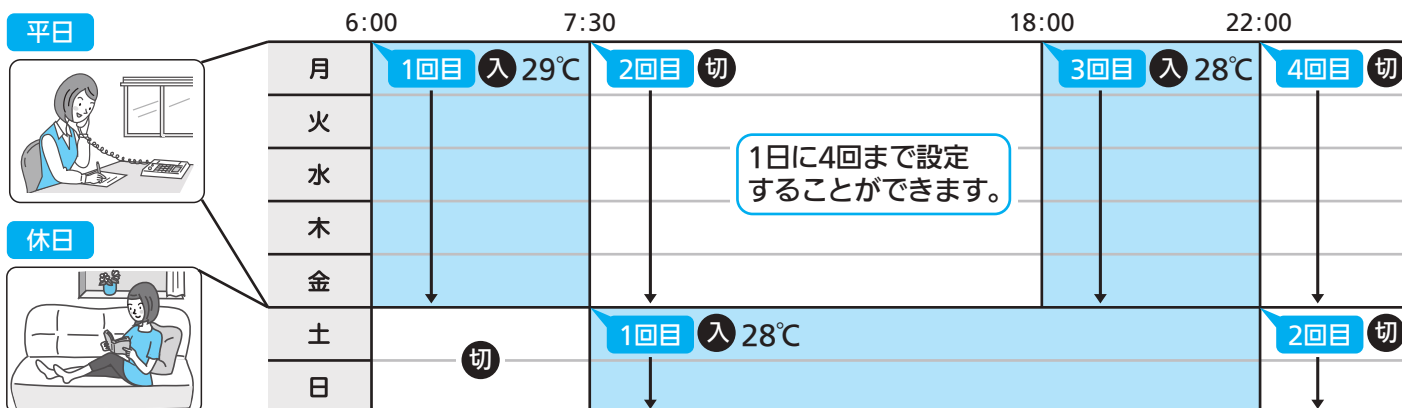 平日
6:00 7:30 18:00 22:00
月 1回目 入 29℃ 2回目 切 3回目 入 28℃ 4回目 切
火
水
1日に4回まで設定
することができます。
木
休日
金
土 1回目 入 28℃ 2回目 切
切
日